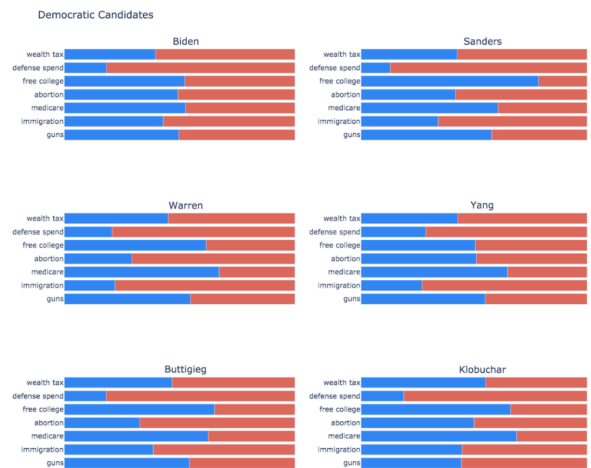 Democratic Candidates
Biden
wealth tax
defense spend
free college
abortion
medicare
immigration
guns
Sanders
wealth tax
defense spend
free college
abortion
medicare
immigration
guns
Warren
wealth tax
defense spend
free college
abortion
medicare
immigration
guns
Yang
wealth tax
defense spend
free college
abortion
medicare
immigration
guns
Buttigieg
wealth tax
defense spend
free college
abortion
medicare
immigration
guns
Klobuchar
wealth tax
defense spend
free college
abortion
medicare
immigration
guns